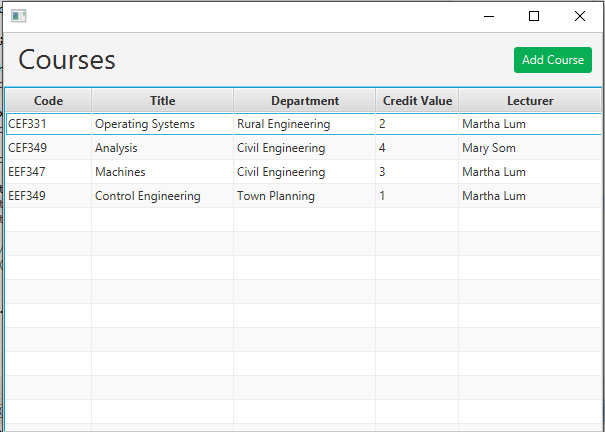 Courses
Add Course
Code Title Department Credit Value Lecturer
CEF331 Operating Systems Rural Engineering 2 Martha Lum
CEF349 Analysis Civil Engineering 4 Mary Som
EEF347 Machines Civil Engineering 3 Martha Lum
EEF349 Control Engineering Town Planning 1 Martha Lum